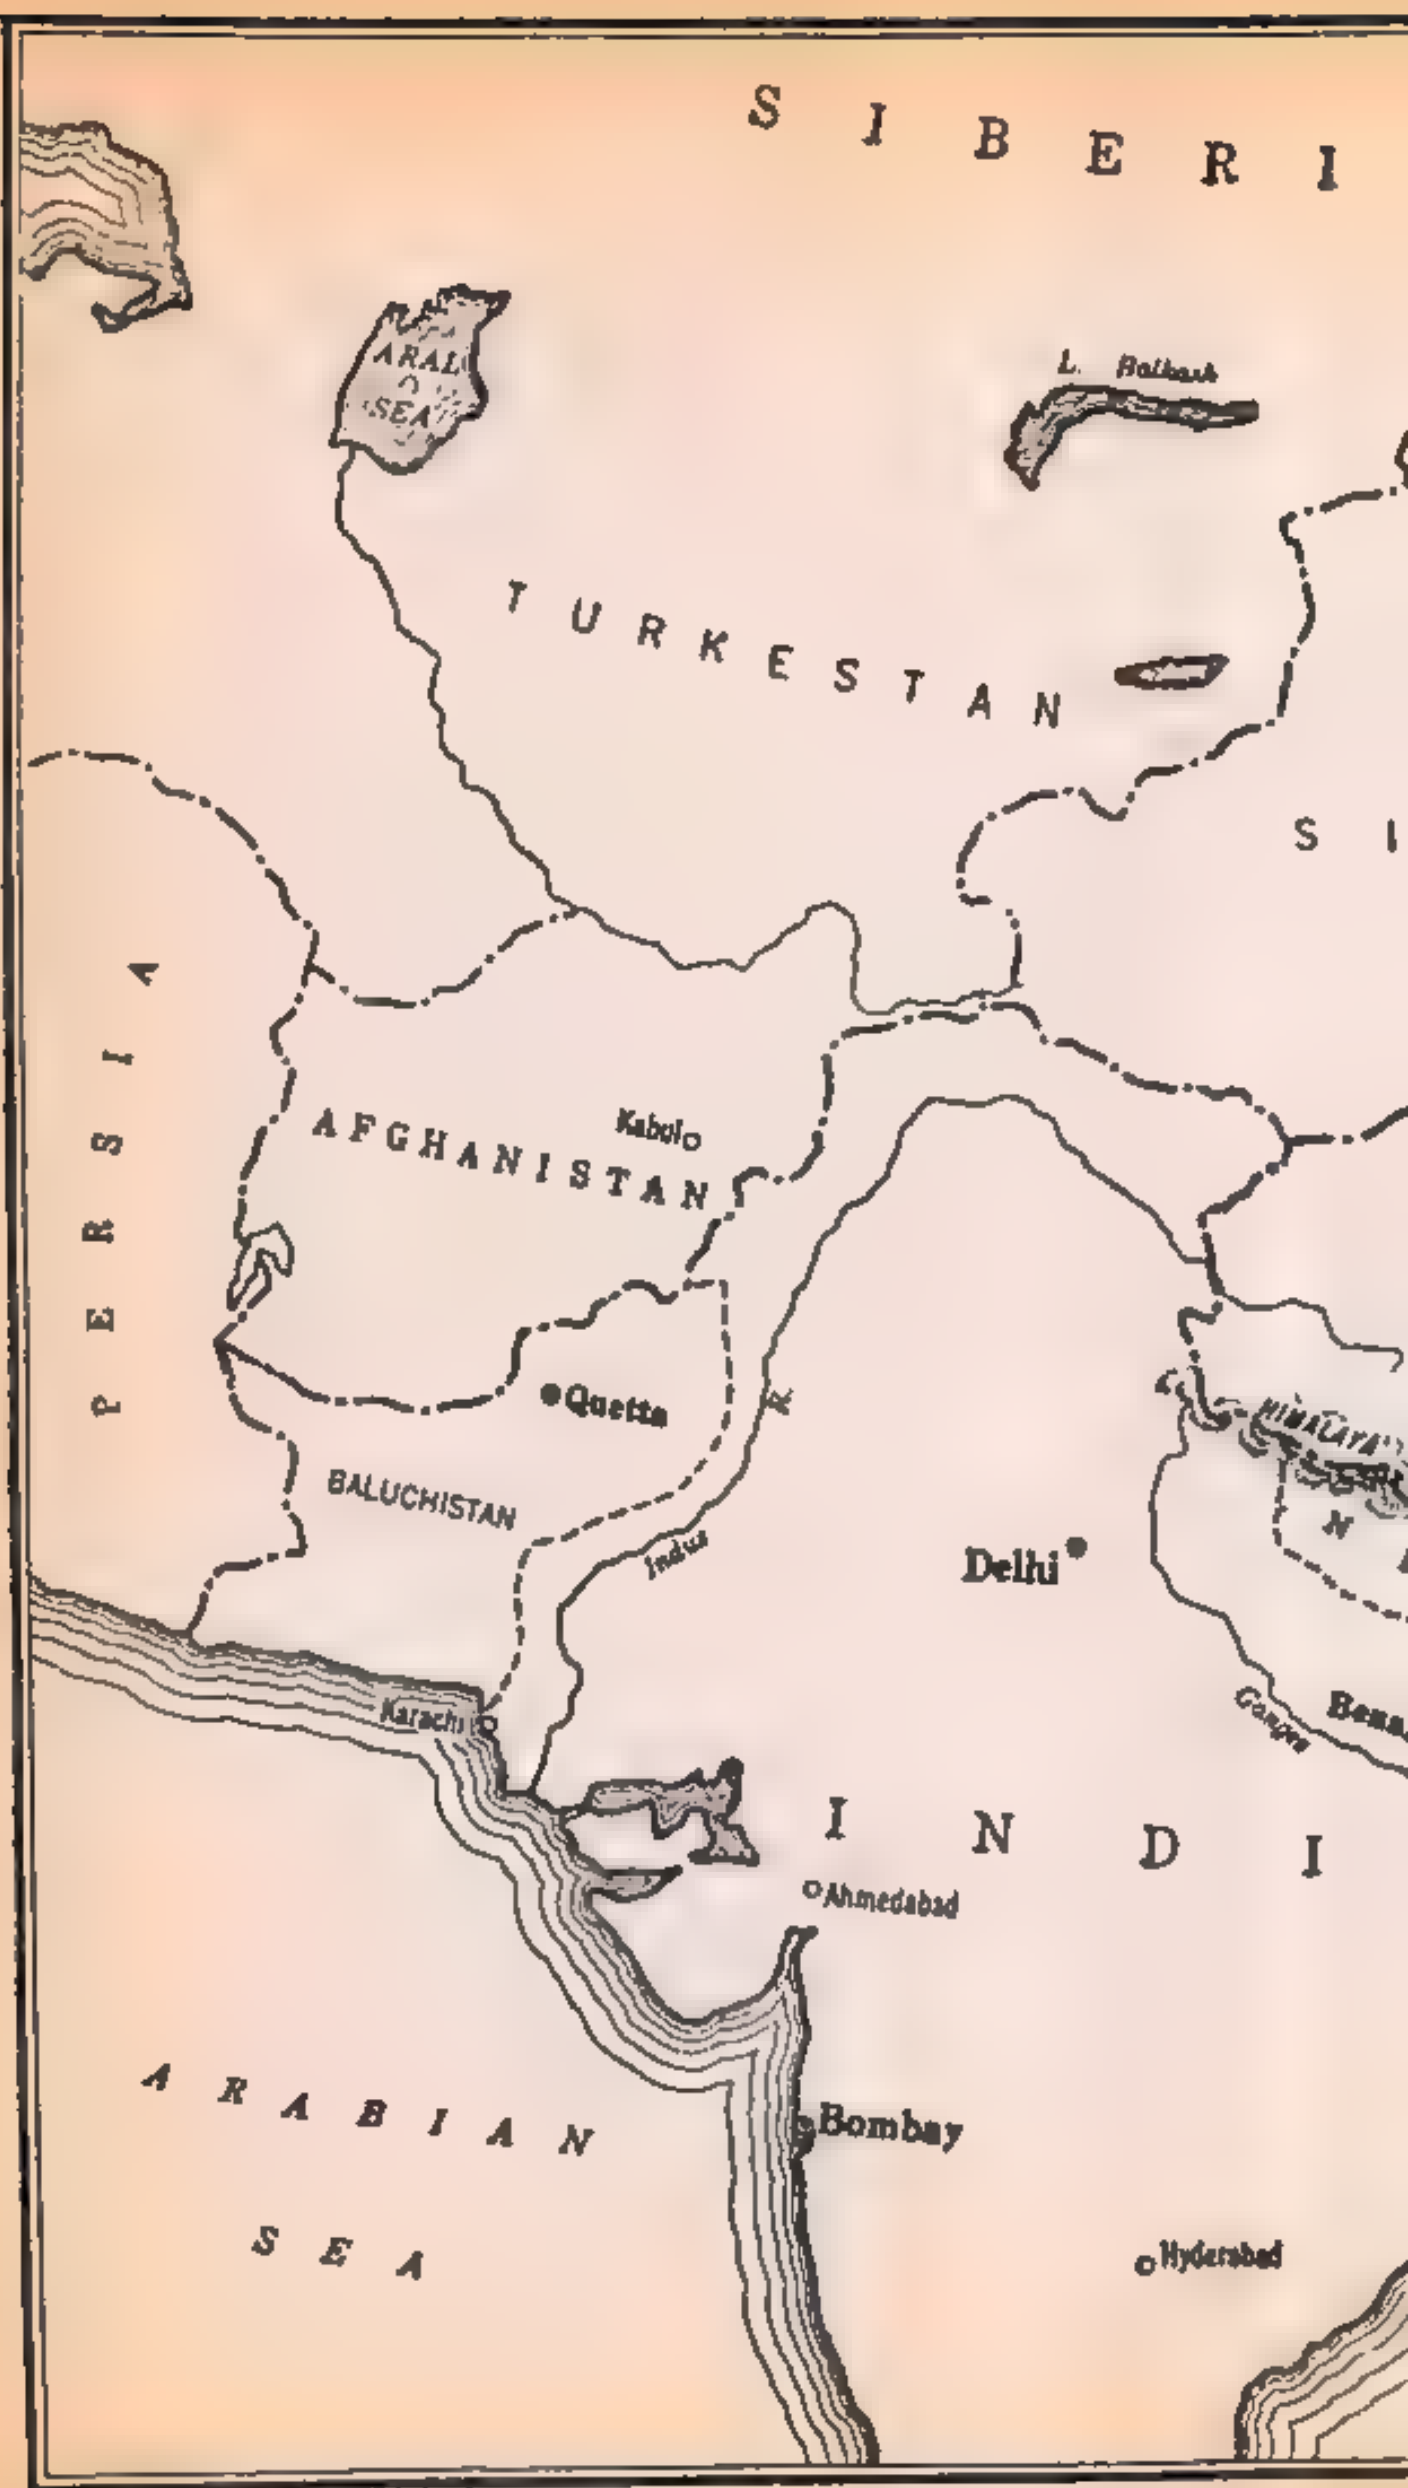 SIBERI
ARAL
SEA
L. Balkash
TURKESTAN
SI
PERSIA
Kabul
AFGHANISTAN
Quetta
R.
BALUCHISTAN
HIMALAYA
Indus
N
Delhi
Ganges
Karachi
INDI
Ahmedabad
ARABIAN
SEA
Bombay
Hyderabad